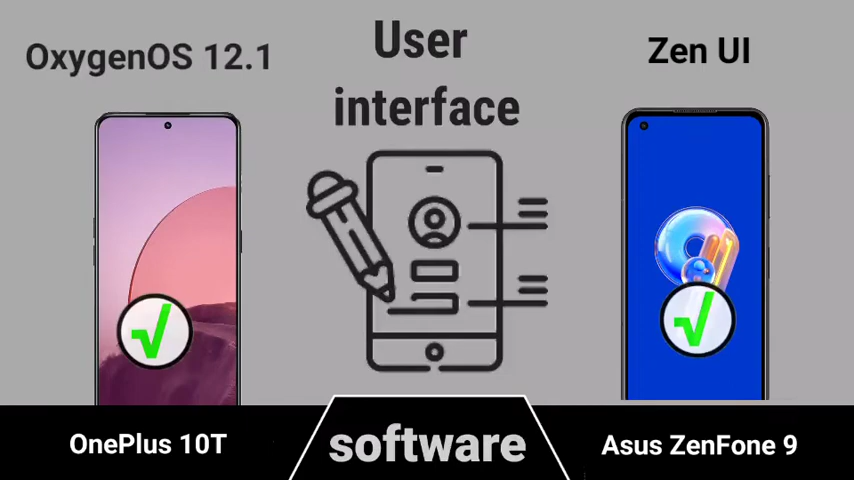 OxygenOS 12.1
User
interface
Zen UI
OnePlus 10T
software
Asus ZenFone 9